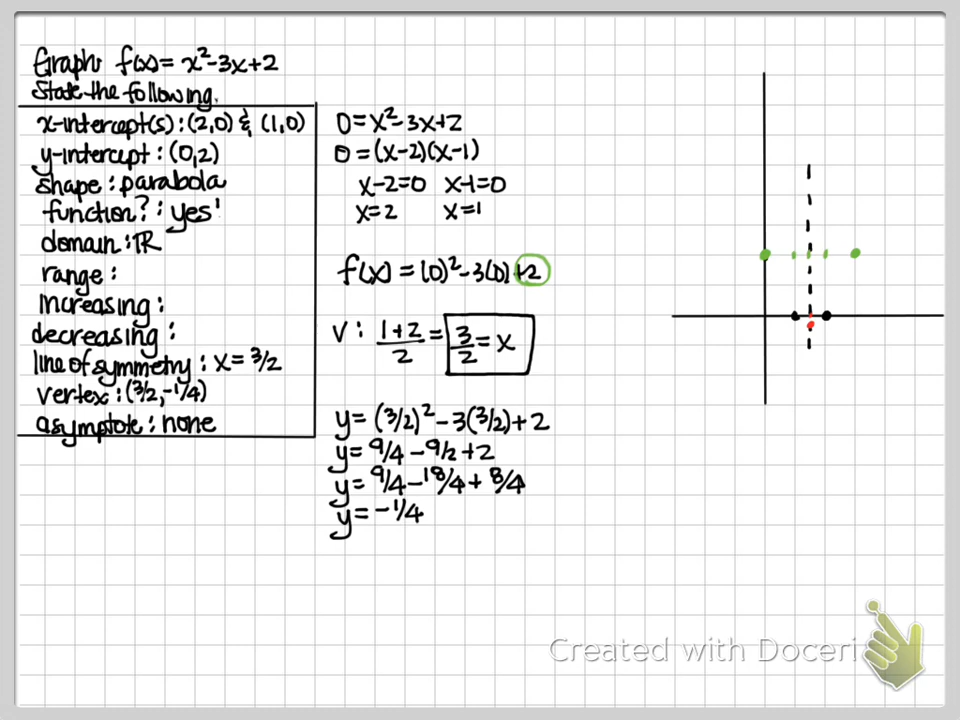 Graph: f(x) = x² - 3x + 2
State the following.
x-intercept(s) : (2,0) & (1,0)
y-intercept : (0,2)
shape : parabola
function? : yes!
domain : ℝ
range :
increasing :
decreasing :
line of symmetry : x = 3/2
vertex : (3/2, -1/4)
asymptote : none
0 = x² - 3x + 2
0 = (x-2)(x-1)
x-2=0 x-1=0
x=2 x=1
f(x) = (0)² - 3(0) + 2
V : (1+2)/2 = 3/2 = x
y = (3/2)² - 3(3/2) + 2
y = 9/4 - 9/2 + 2
y = 9/4 - 18/4 + 8/4
y = -1/4
Created with Doceri